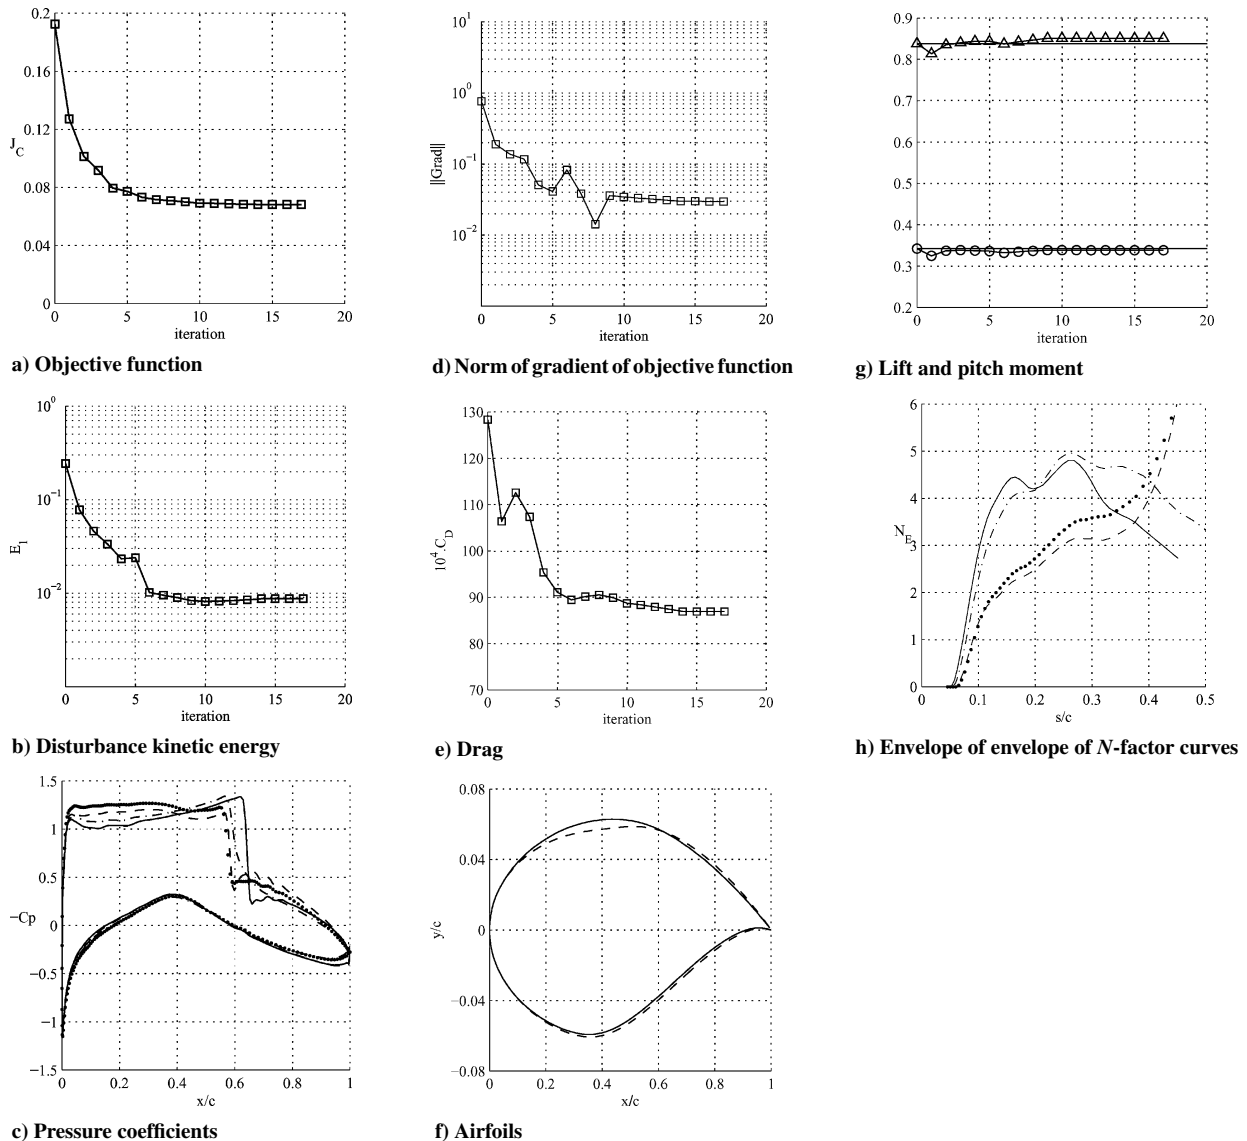 0.2
0.16
0.12
J_C
0.08
0.04
0
0 5 10 15 20
iteration
a) Objective function
10^1
10^0
||Grad||
10^-1
10^-2
0 5 10 15 20
iteration
d) Norm of gradient of objective function
0.9
0.8
0.7
0.6
0.5
0.4
0.3
0.2
0 5 10 15 20
iteration
g) Lift and pitch moment
10^0
10^-1
E_1
10^-2
0 5 10 15 20
iteration
b) Disturbance kinetic energy
130
120
110
10^4·C_D
100
90
80
70
0 5 10 15 20
iteration
e) Drag
6
5
4
N_E
3
2
1
0
0 0.1 0.2 0.3 0.4 0.5
s/c
h) Envelope of envelope of N-factor curves
1.5
1
0.5
−Cp
0
−0.5
−1
−1.5
0 0.2 0.4 0.6 0.8 1
x/c
c) Pressure coefficients
0.08
0.04
y/c
0
−0.04
−0.08
0 0.2 0.4 0.6 0.8 1
x/c
f) Airfoils